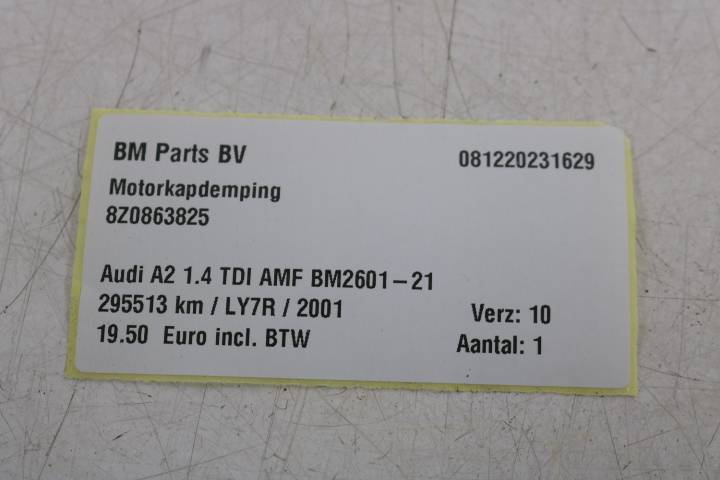 BM Parts BV 081220231629
Motorkapdemping
8Z0863825
Audi A2 1.4 TDI AMF BM2601-21
295513 km / LY7R / 2001 Verz: 10
19.50 Euro incl. BTW Aantal: 1